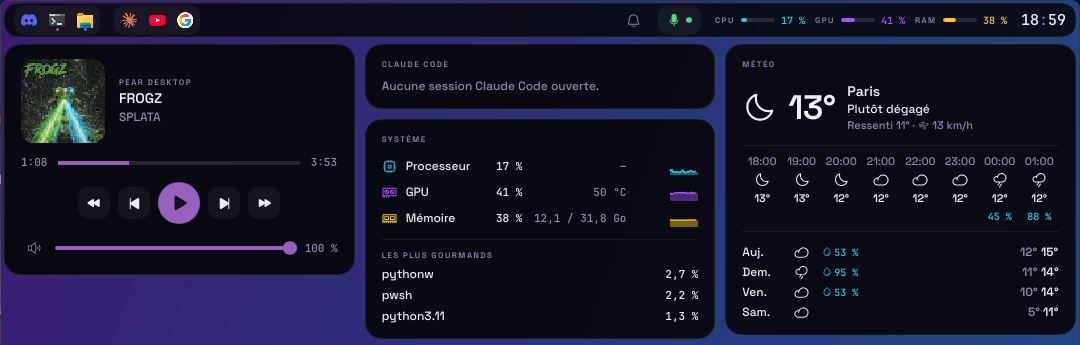 CPU 17 % GPU 41 % RAM 38 % 18:59
FROGZ
PEAR DESKTOP
FROGZ
SPLATA
1:08 3:53
100 %
CLAUDE CODE
Aucune session Claude Code ouverte.
SYSTÈME
Processeur 17 % —
GPU 41 % 50 °C
Mémoire 38 % 12,1 / 31,8 Go
LES PLUS GOURMANDS
pythonw 2,7 %
pwsh 2,2 %
python3.11 1,3 %
MÉTÉO
13° Paris
Plutôt dégagé
Ressenti 11° · 13 km/h
18:00 19:00 20:00 21:00 22:00 23:00 00:00 01:00
13° 13° 12° 12° 12° 12° 12° 12°
45 % 88 %
Auj. 53 % 12° 15°
Dem. 95 % 11° 14°
Ven. 53 % 10° 14°
Sam. 5° 11°